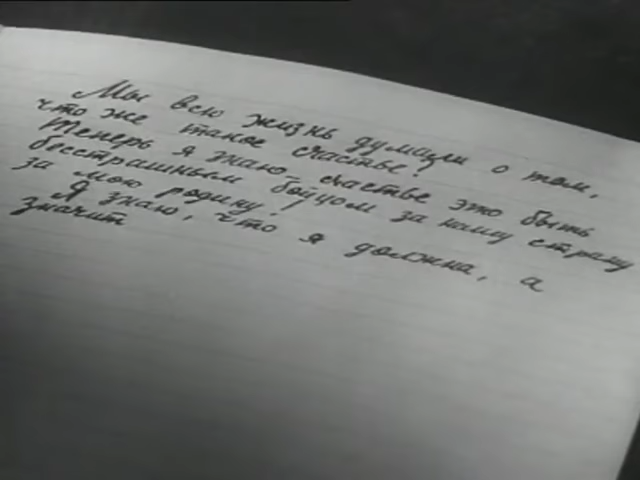 Мы всю жизнь думали о том,
что же такое счастье!
Теперь я знаю, счастье это быть
бесстрашным бойцом за нашу страну
за мою родину!
Я знаю, что я должна, а
значит